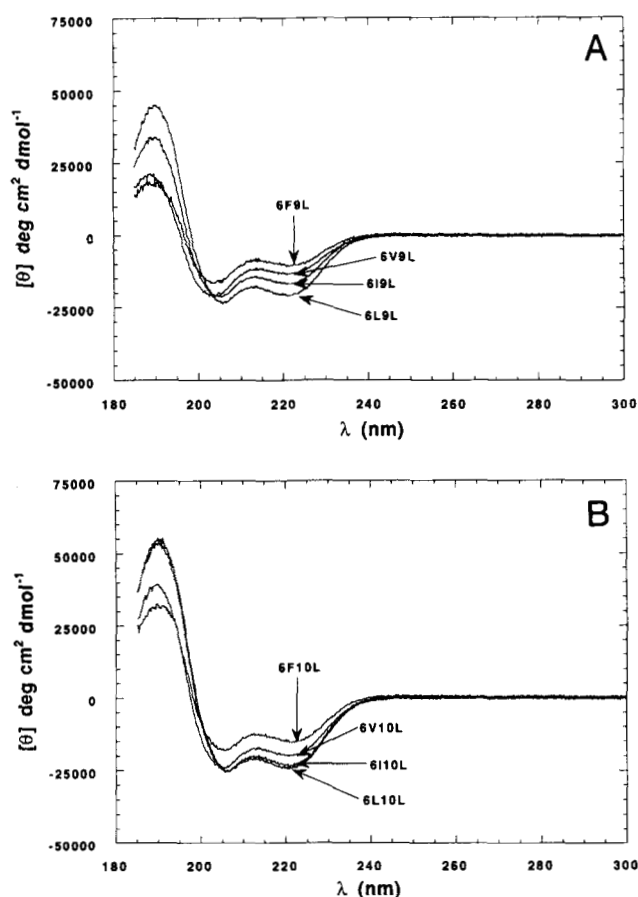 A
75000
50000
25000
0
-25000
-50000
[θ] deg cm² dmol⁻¹
6F9L
6V9L
6I9L
6L9L
180 200 220 240 260 280 300
λ (nm)
B
75000
50000
25000
0
-25000
-50000
[θ] deg cm² dmol⁻¹
6F10L
6V10L
6I10L
6L10L
180 200 220 240 260 280 300
λ (nm)